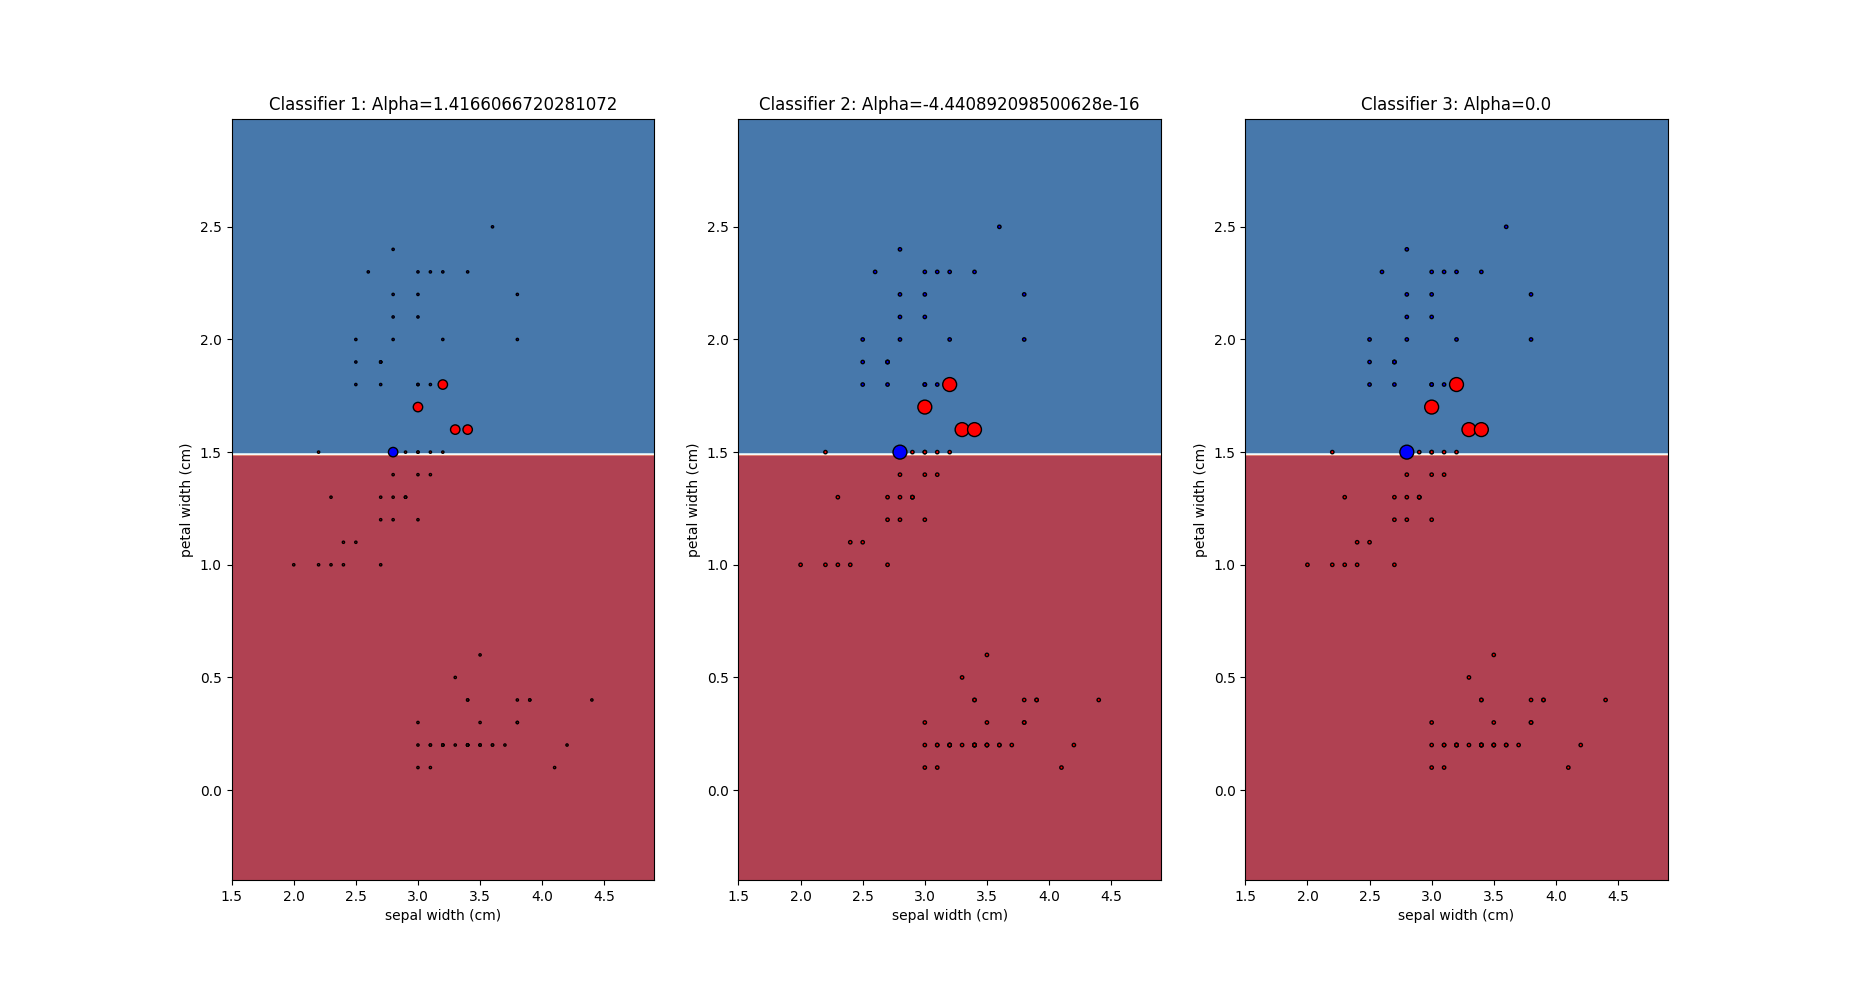 Classifier 1: Alpha=1.4166066720281072
2.5
2.0
1.5
1.0
0.5
0.0
petal width (cm)
1.5 2.0 2.5 3.0 3.5 4.0 4.5
sepal width (cm)
Classifier 2: Alpha=-4.440892098500628e-16
2.5
2.0
1.5
1.0
0.5
0.0
petal width (cm)
1.5 2.0 2.5 3.0 3.5 4.0 4.5
sepal width (cm)
Classifier 3: Alpha=0.0
2.5
2.0
1.5
1.0
0.5
0.0
petal width (cm)
1.5 2.0 2.5 3.0 3.5 4.0 4.5
sepal width (cm)